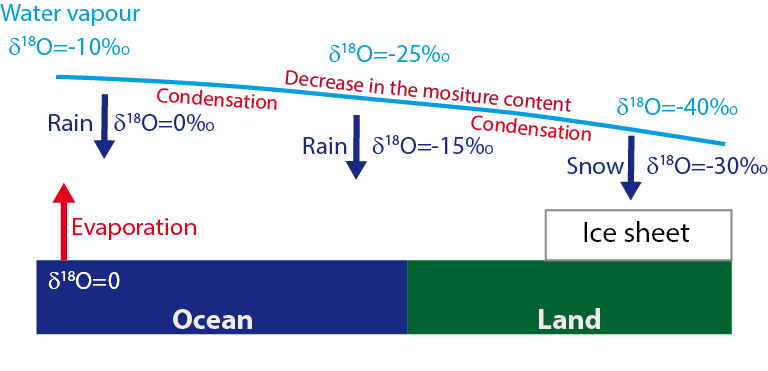 Water vapour
δ¹⁸O=-10‰
δ¹⁸O=-25‰
Decrease in the mositure content
Condensation
δ¹⁸O=-40‰
Condensation
Rain δ¹⁸O=0‰
Rain δ¹⁸O=-15‰
Snow δ¹⁸O=-30‰
Evaporation
Ice sheet
δ¹⁸O=0
Ocean
Land